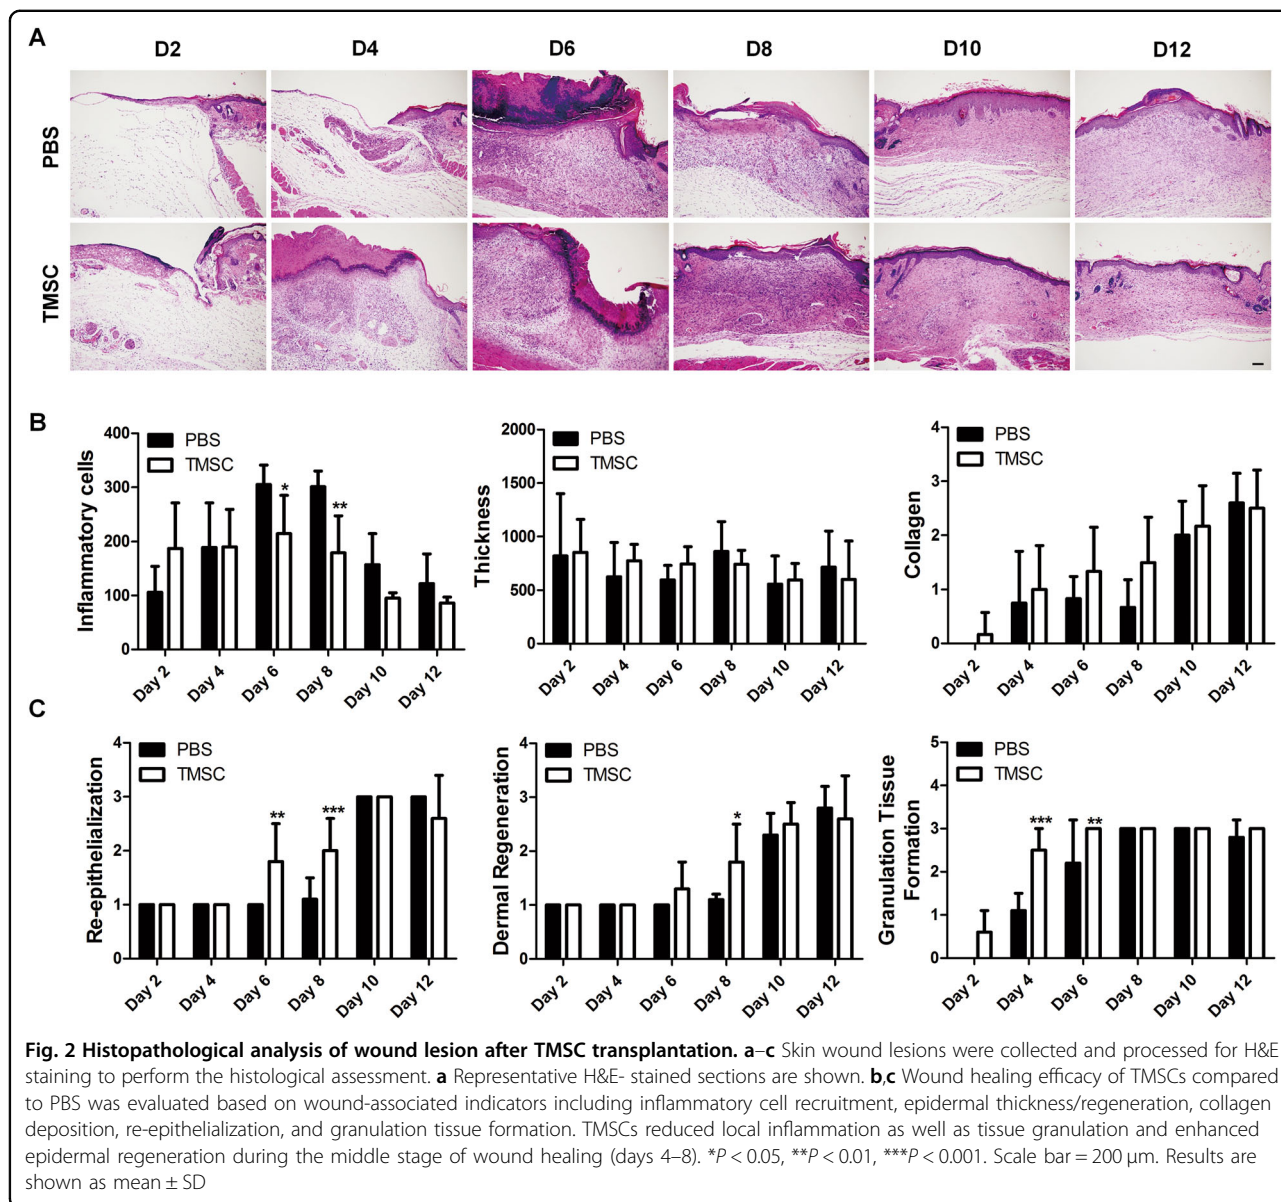 A
D2 D4 D6 D8 D10 D12
PBS
TMSC
B
Inflammatory cells
400
300
200
100
0
PBS
TMSC
*
**
Day 2 Day 4 Day 6 Day 8 Day 10 Day 12
Thickness
2000
1500
1000
500
0
PBS
TMSC
Day 2 Day 4 Day 6 Day 8 Day 10 Day 12
Collagen
4
3
2
1
0
PBS
TMSC
Day 2 Day 4 Day 6 Day 8 Day 10 Day 12
C
Re-epithelialization
4
3
2
1
0
PBS
TMSC
**
***
Day 2 Day 4 Day 6 Day 8 Day 10 Day 12
Dermal Regeneration
4
3
2
1
0
PBS
TMSC
*
Day 2 Day 4 Day 6 Day 8 Day 10 Day 12
Granulation Tissue
Formation
5
4
3
2
1
0
PBS
TMSC
***
**
Day 2 Day 4 Day 6 Day 8 Day 10 Day 12
Fig. 2 Histopathological analysis of wound lesion after TMSC transplantation. a–c Skin wound lesions were collected and processed for H&E
staining to perform the histological assessment. a Representative H&E- stained sections are shown. b,c Wound healing efficacy of TMSCs compared
to PBS was evaluated based on wound-associated indicators including inflammatory cell recruitment, epidermal thickness/regeneration, collagen
deposition, re-epithelialization, and granulation tissue formation. TMSCs reduced local inflammation as well as tissue granulation and enhanced
epidermal regeneration during the middle stage of wound healing (days 4–8). *P < 0.05, **P < 0.01, ***P < 0.001. Scale bar = 200 μm. Results are
shown as mean ± SD